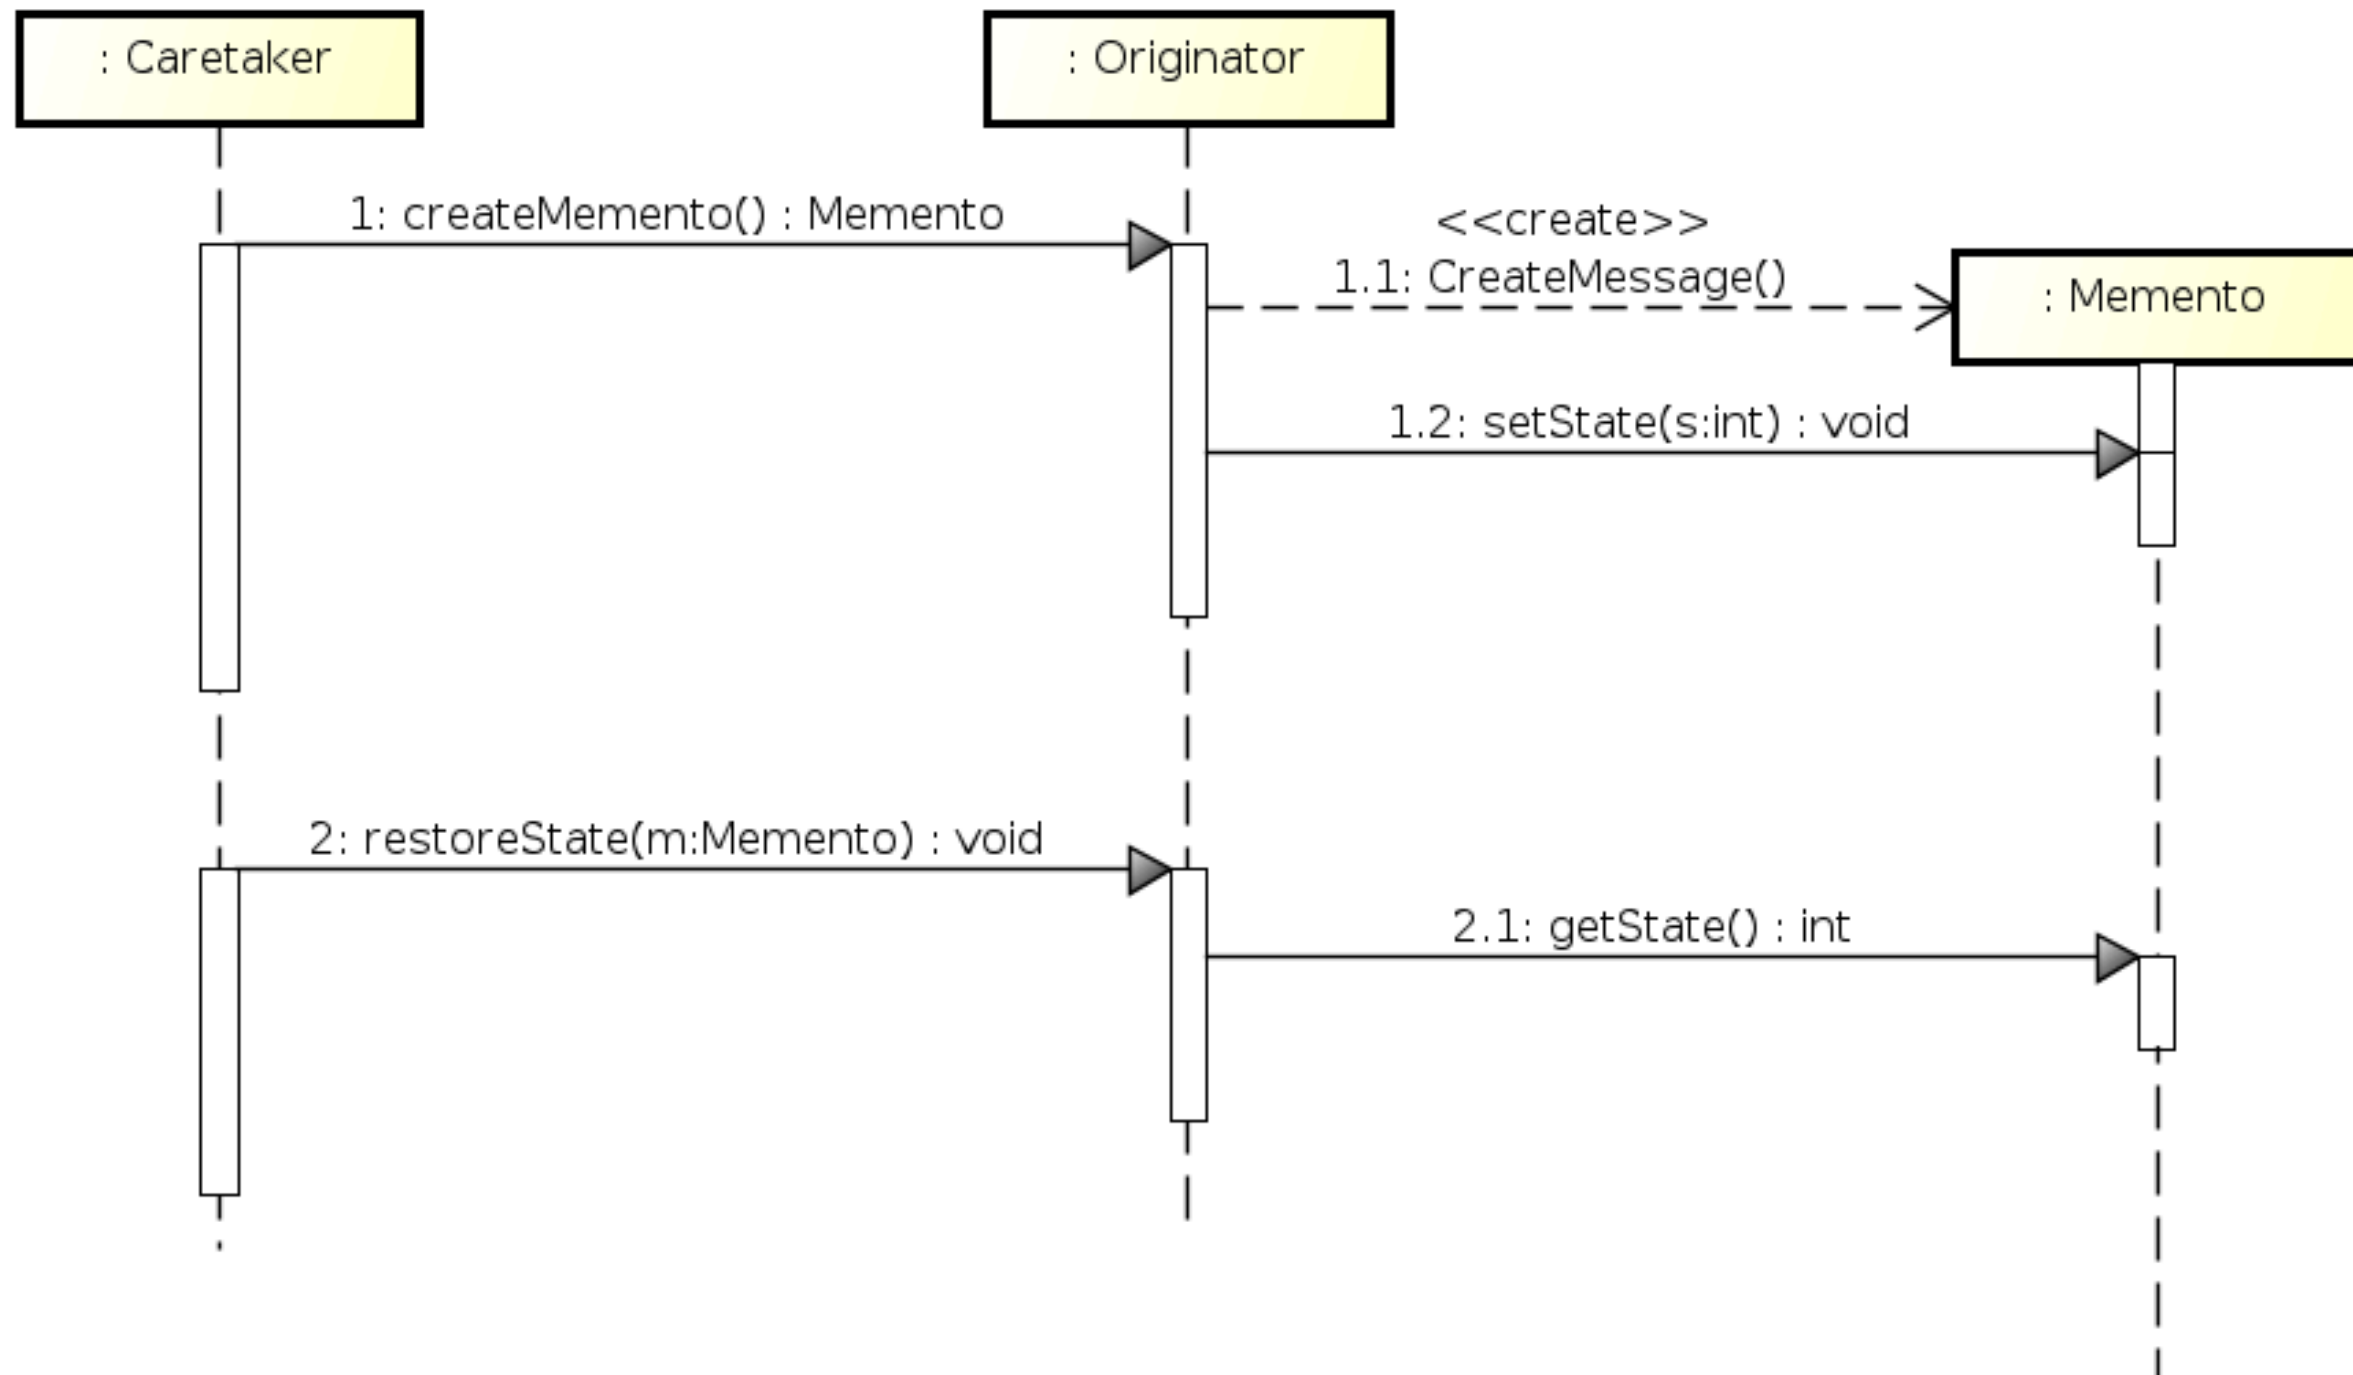 : Caretaker
: Originator
1: createMemento() : Memento
<<create>>
1.1: CreateMessage()
: Memento
1.2: setState(s:int) : void
2: restoreState(m:Memento) : void
2.1: getState() : int